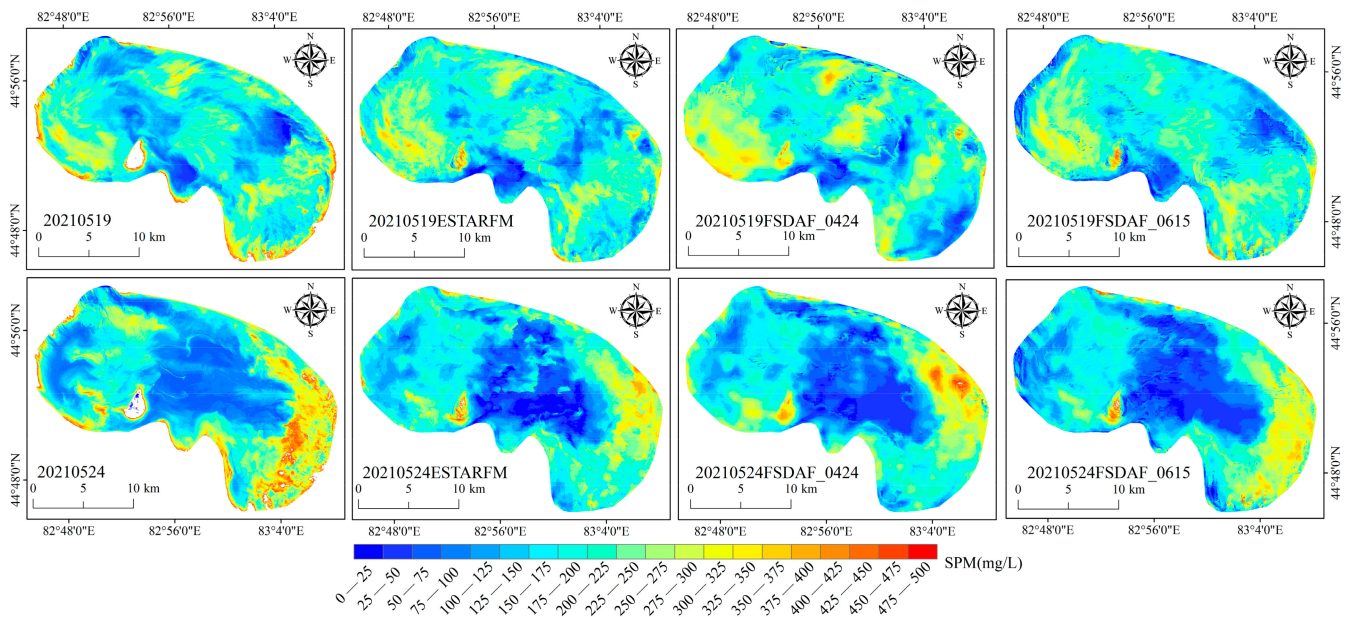 82°48'0"E 82°56'0"E 83°4'0"E 82°48'0"E 82°56'0"E 83°4'0"E 82°48'0"E 82°56'0"E 83°4'0"E 82°48'0"E 82°56'0"E 83°4'0"E
44°56'0"N
44°48'0"N
N
W E
S
20210519
0 5 10 km
N
W E
S
20210519ESTARFM
0 5 10 km
N
W E
S
20210519FSDAF_0424
0 5 10 km
N
W E
S
20210519FSDAF_0615
0 5 10 km
44°56'0"N
44°48'0"N
44°56'0"N
44°48'0"N
N
W E
S
20210524
0 5 10 km
N
W E
S
20210524ESTARFM
0 5 10 km
N
W E
S
20210524FSDAF_0424
0 5 10 km
N
W E
S
20210524FSDAF_0615
0 5 10 km
44°56'0"N
44°48'0"N
82°48'0"E 82°56'0"E 83°4'0"E 82°48'0"E 82°56'0"E 83°4'0"E 82°48'0"E 82°56'0"E 83°4'0"E 82°48'0"E 82°56'0"E 83°4'0"E
0 — 25
25 — 50
50 — 75
75 — 100
100 — 125
125 — 150
150 — 175
175 — 200
200 — 225
225 — 250
250 — 275
275 — 300
300 — 325
325 — 350
350 — 375
375 — 400
400 — 425
425 — 450
450 — 475
475 — 500
SPM(mg/L)